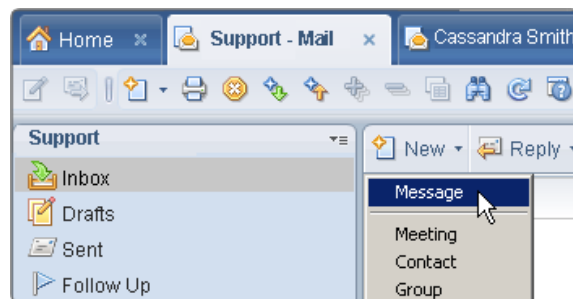 Home
Support - Mail
Cassandra Smith
Support
Inbox
Drafts
Sent
Follow Up
New
Reply
Message
Meeting
Contact
Group